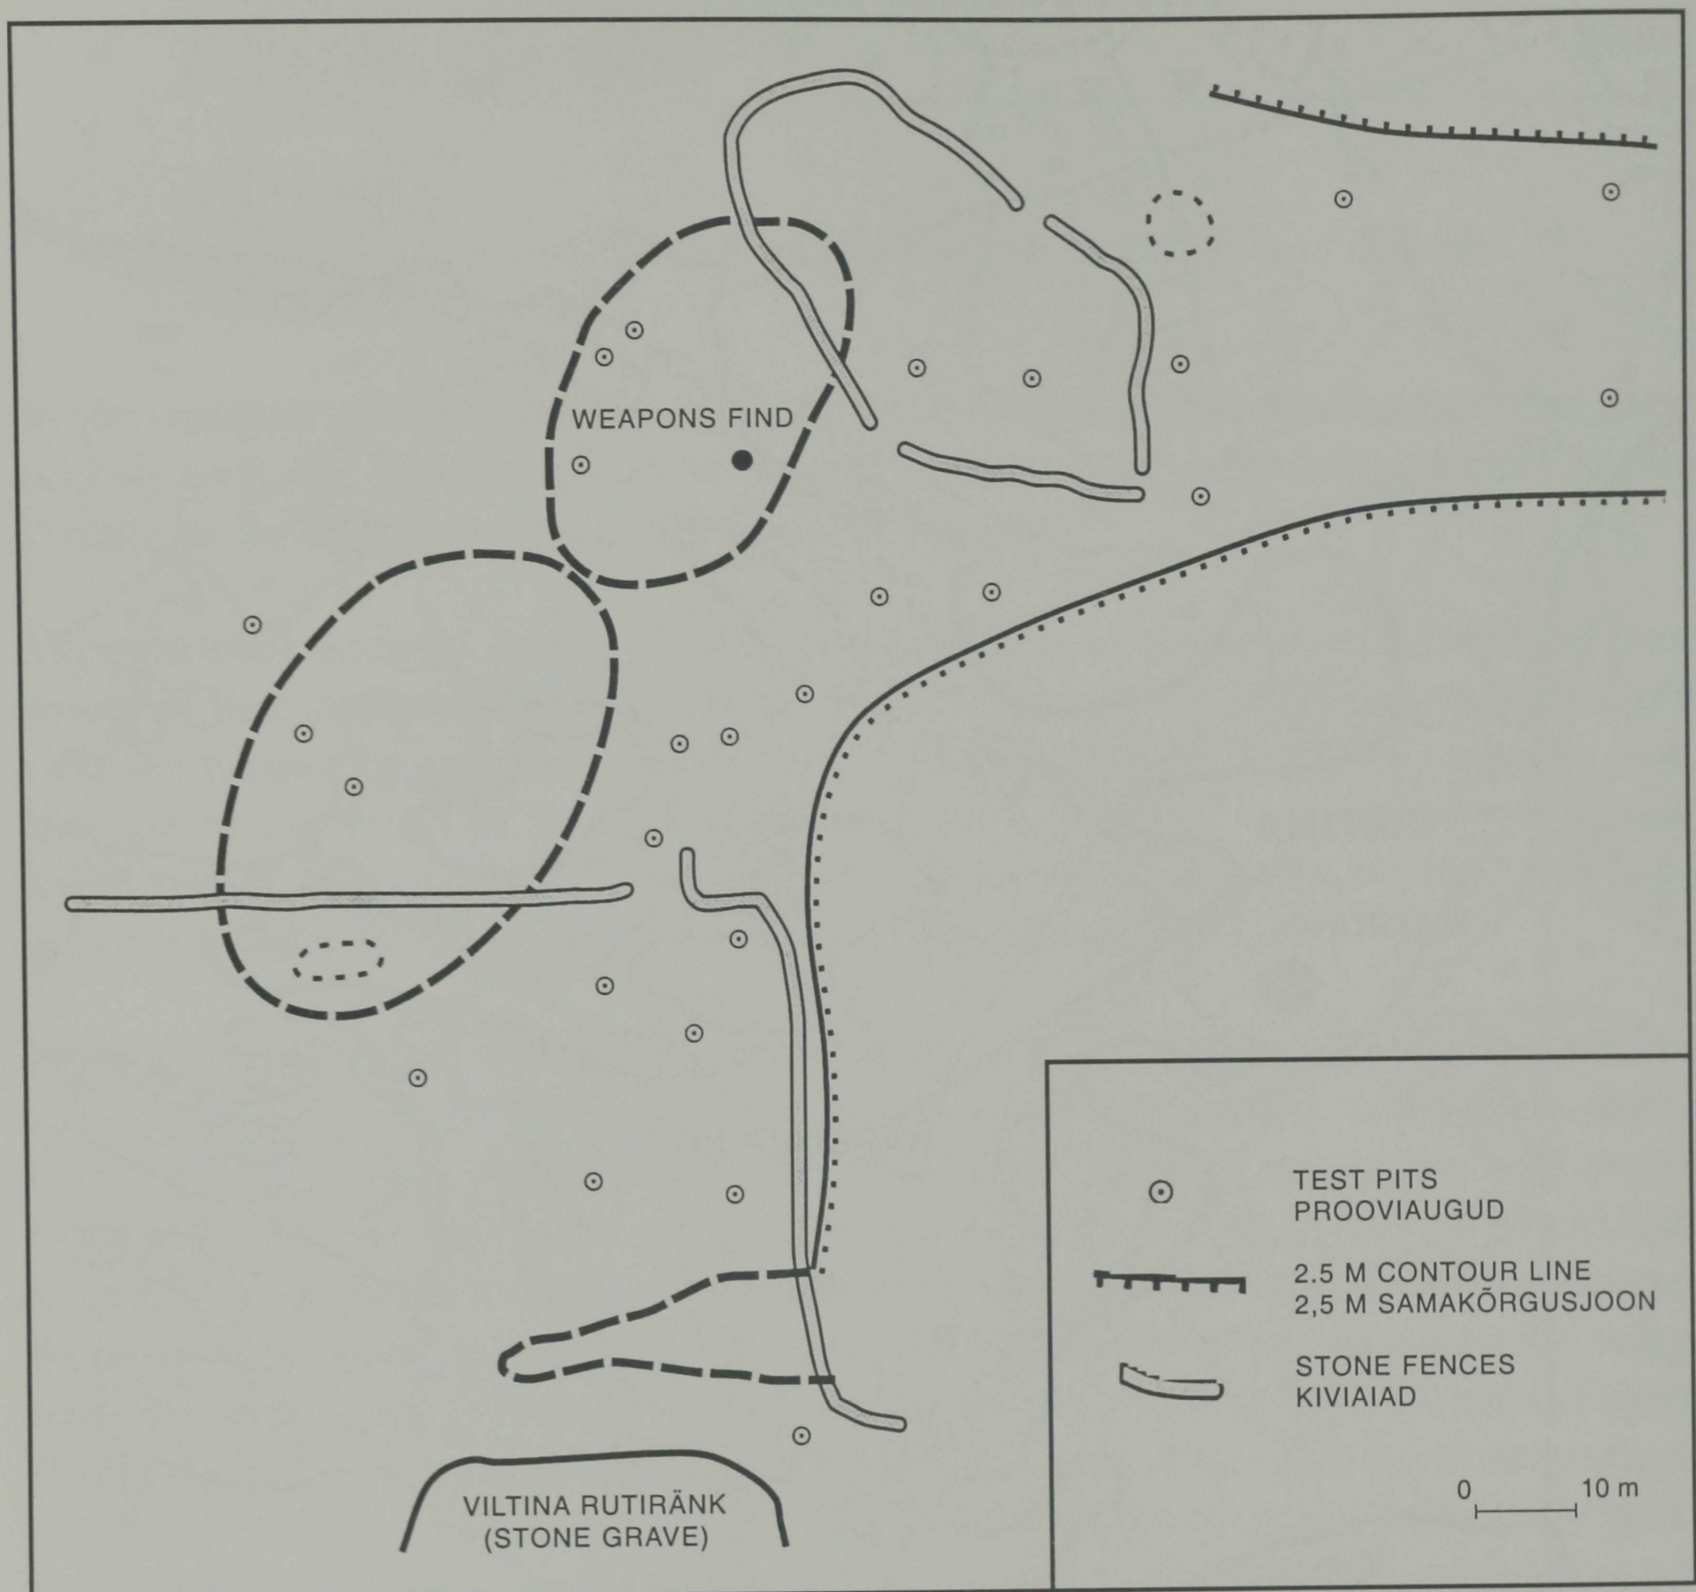 WEAPONS FIND
TEST PITS
PROOVIAUGUD
2.5 M CONTOUR LINE
2,5 M SAMAKÕRGUSJOON
STONE FENCES
KIVIAIAD
0 10 m
VILTINA RUTIRÄNK
(STONE GRAVE)